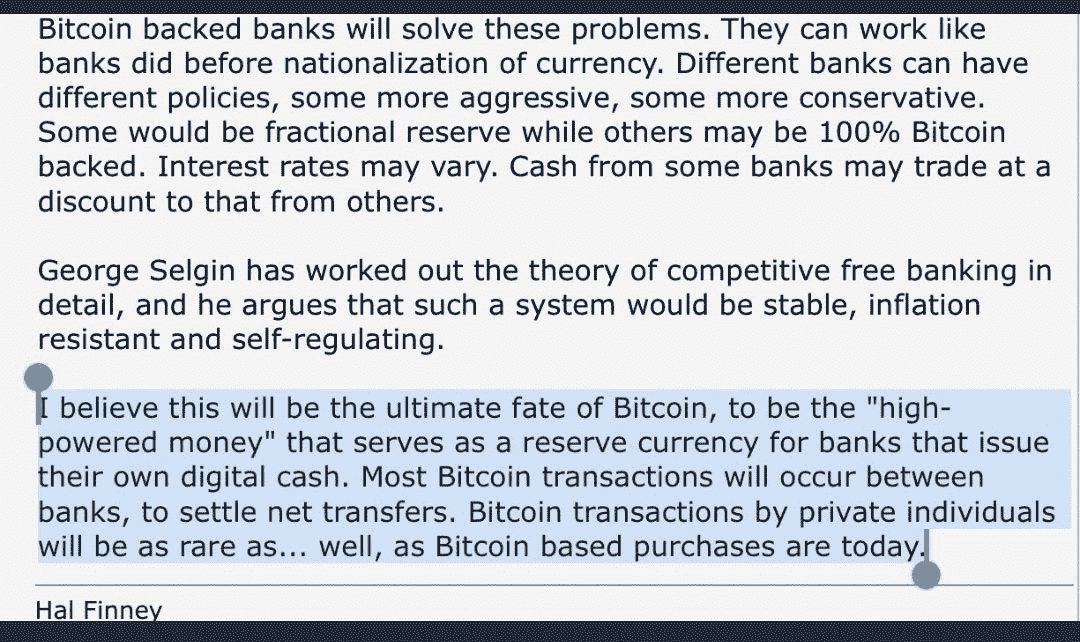 Bitcoin backed banks will solve these problems. They can work like
banks did before nationalization of currency. Different banks can have
different policies, some more aggressive, some more conservative.
Some would be fractional reserve while others may be 100% Bitcoin
backed. Interest rates may vary. Cash from some banks may trade at a
discount to that from others.
George Selgin has worked out the theory of competitive free banking in
detail, and he argues that such a system would be stable, inflation
resistant and self-regulating.
I believe this will be the ultimate fate of Bitcoin, to be the "high-
powered money" that serves as a reserve currency for banks that issue
their own digital cash. Most Bitcoin transactions will occur between
banks, to settle net transfers. Bitcoin transactions by private individuals
will be as rare as... well, as Bitcoin based purchases are today.
Hal Finney